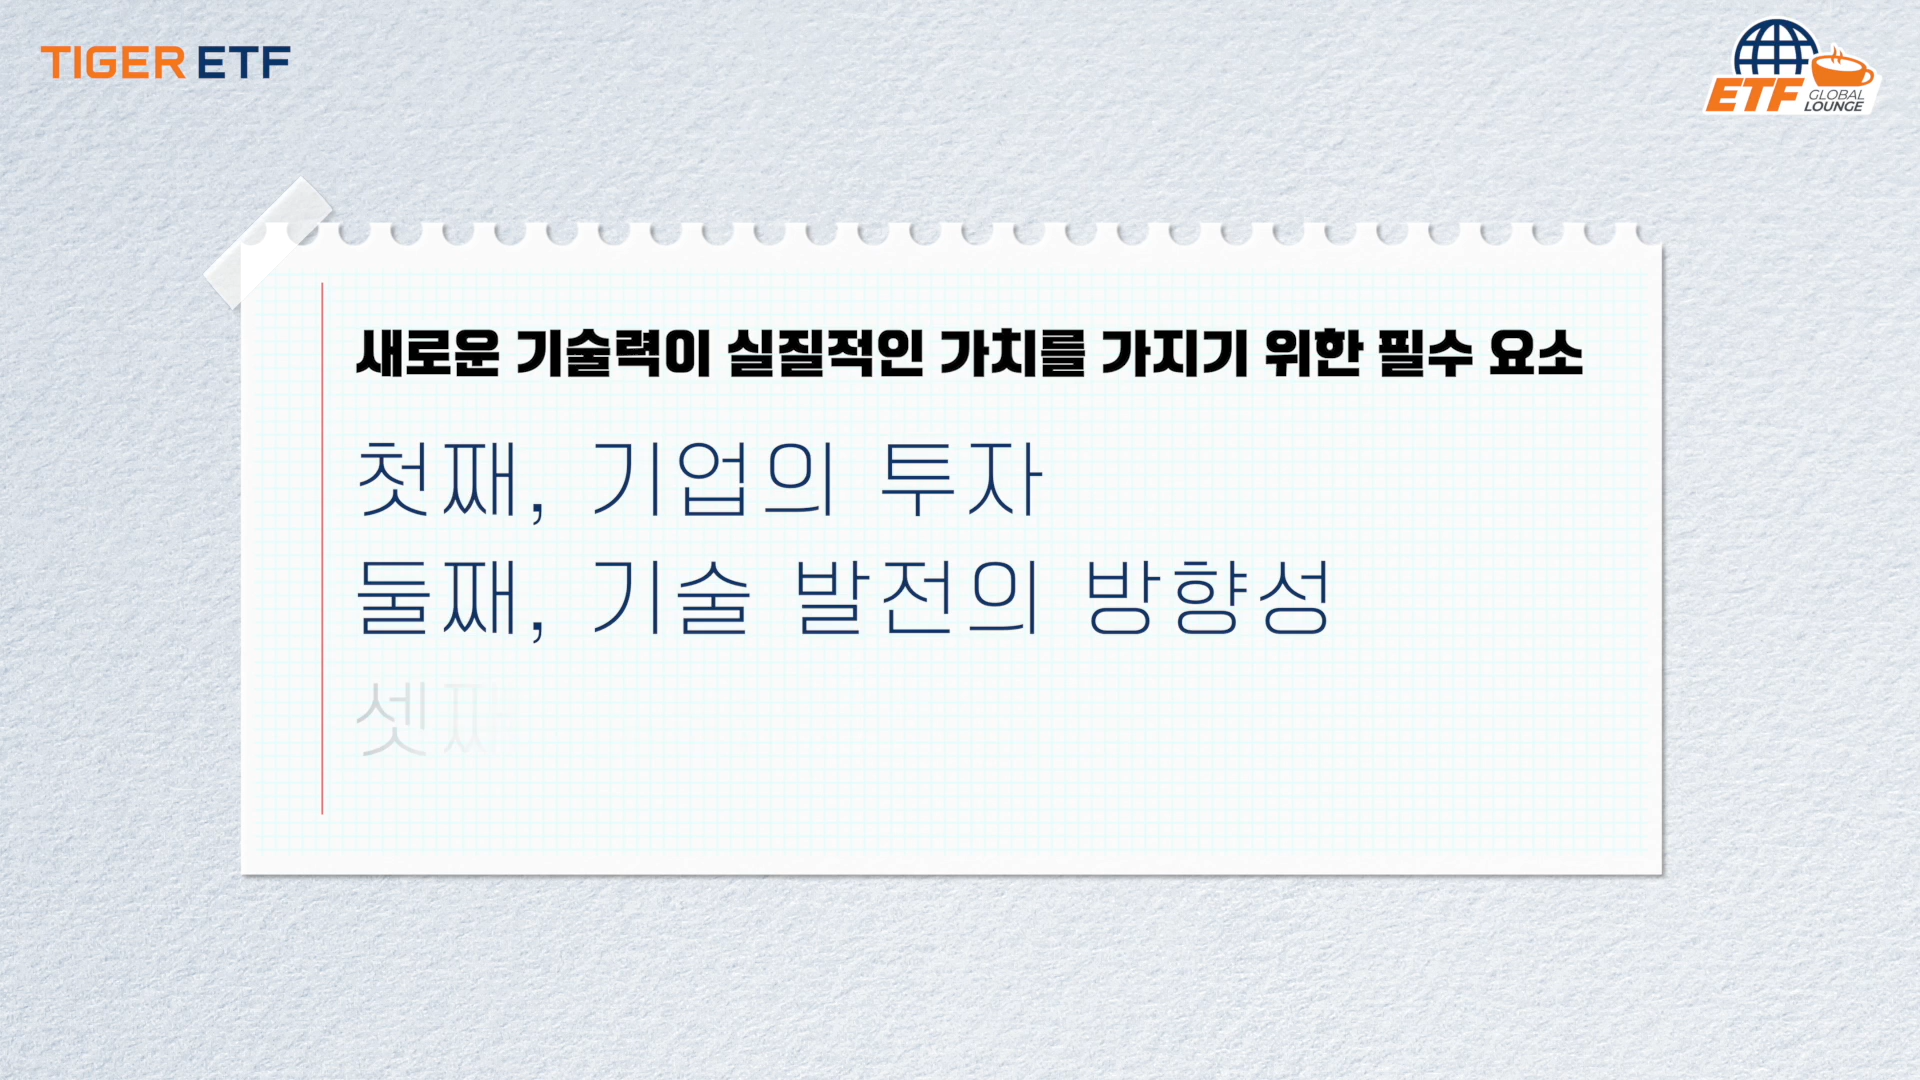 TIGER ETF
ETF GLOBAL LOUNGE
새로운 기술력이 실질적인 가치를 가지기 위한 필수 요소
첫째, 기업의 투자
둘째, 기술 발전의 방향성
셋째